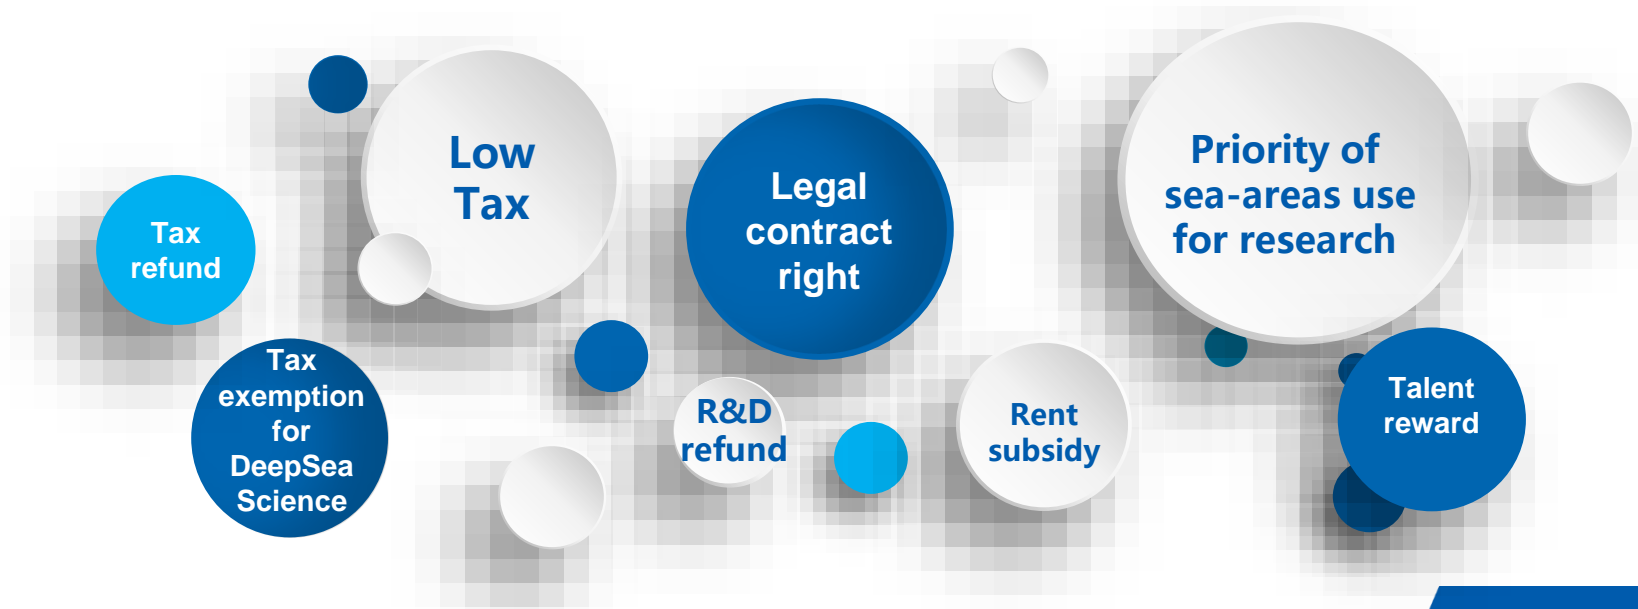 Tax
refund
Low
Tax
Legal
contract
right
Priority of
sea-areas use
for research
Tax
exemption
for
DeepSea
Science
R&D
refund
Rent
subsidy
Talent
reward